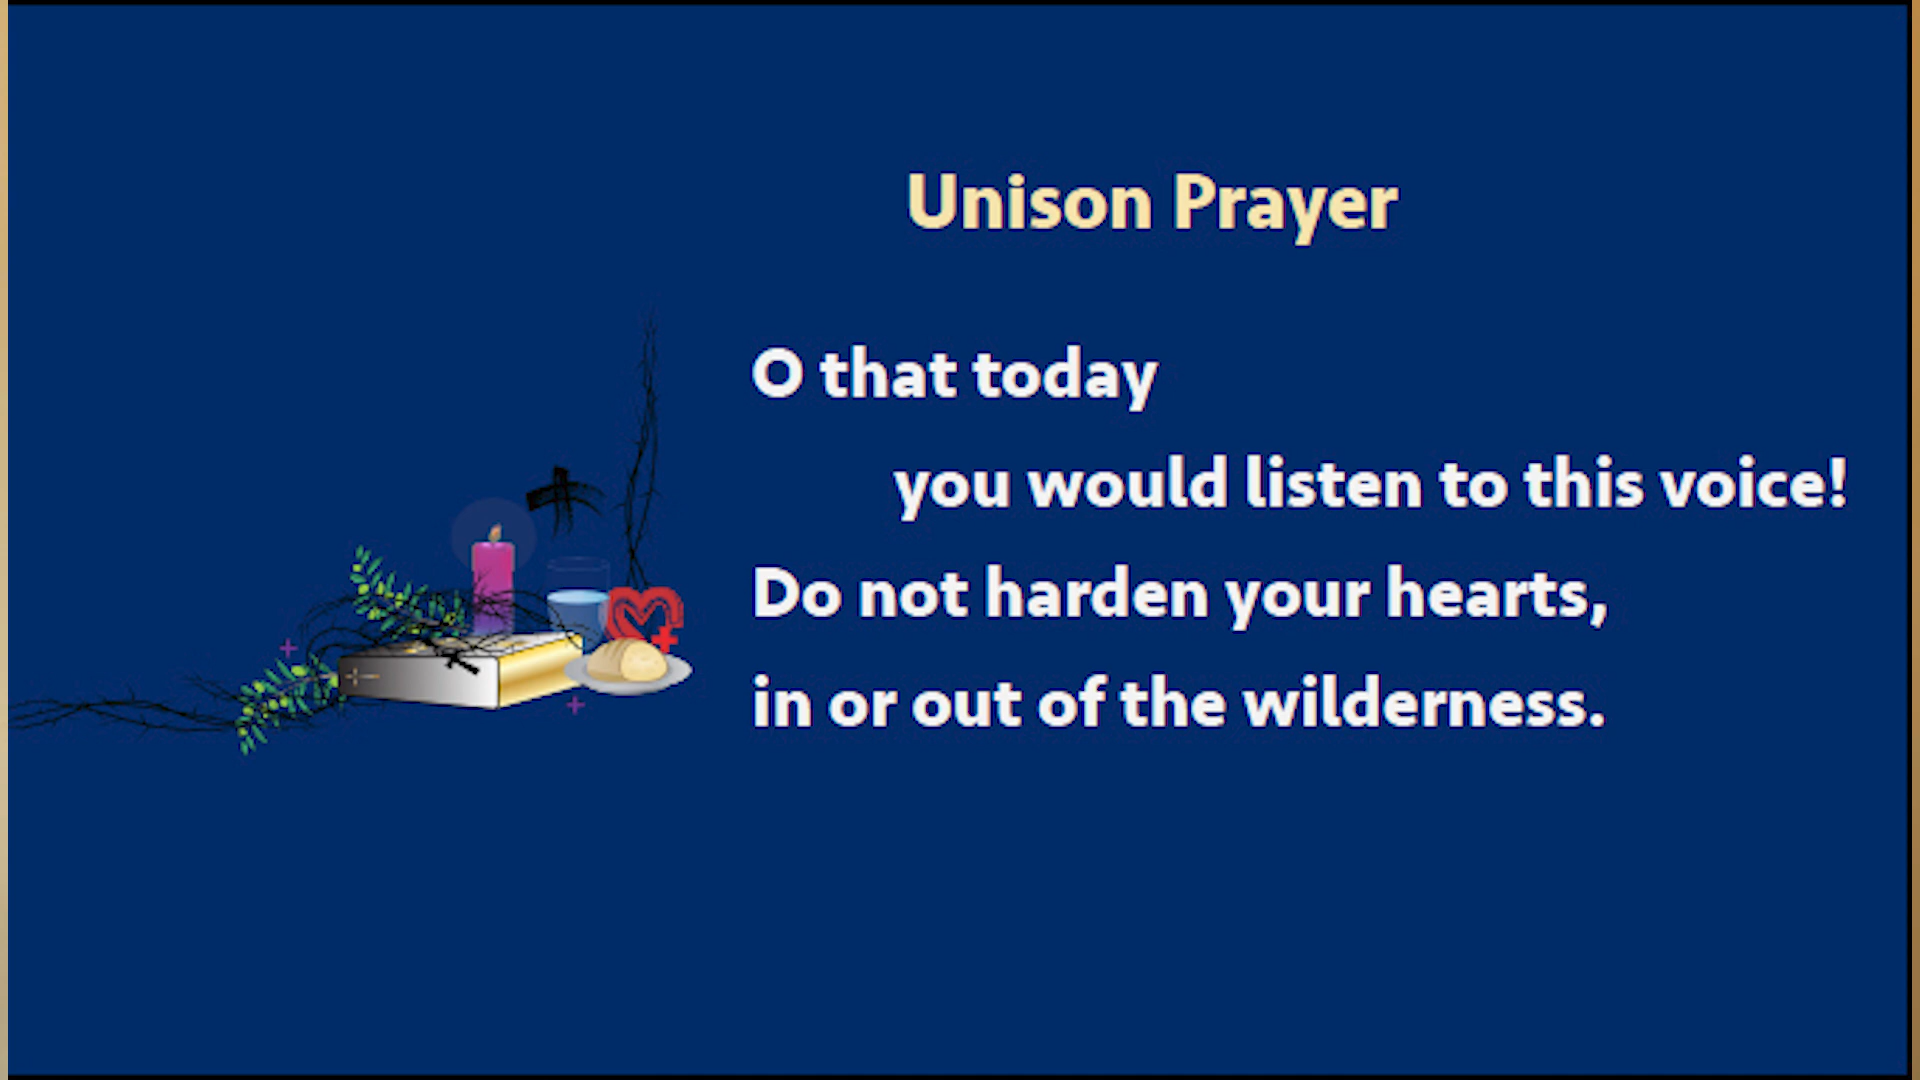 Unison Prayer
O that today
you would listen to this voice!
Do not harden your hearts,
in or out of the wilderness.